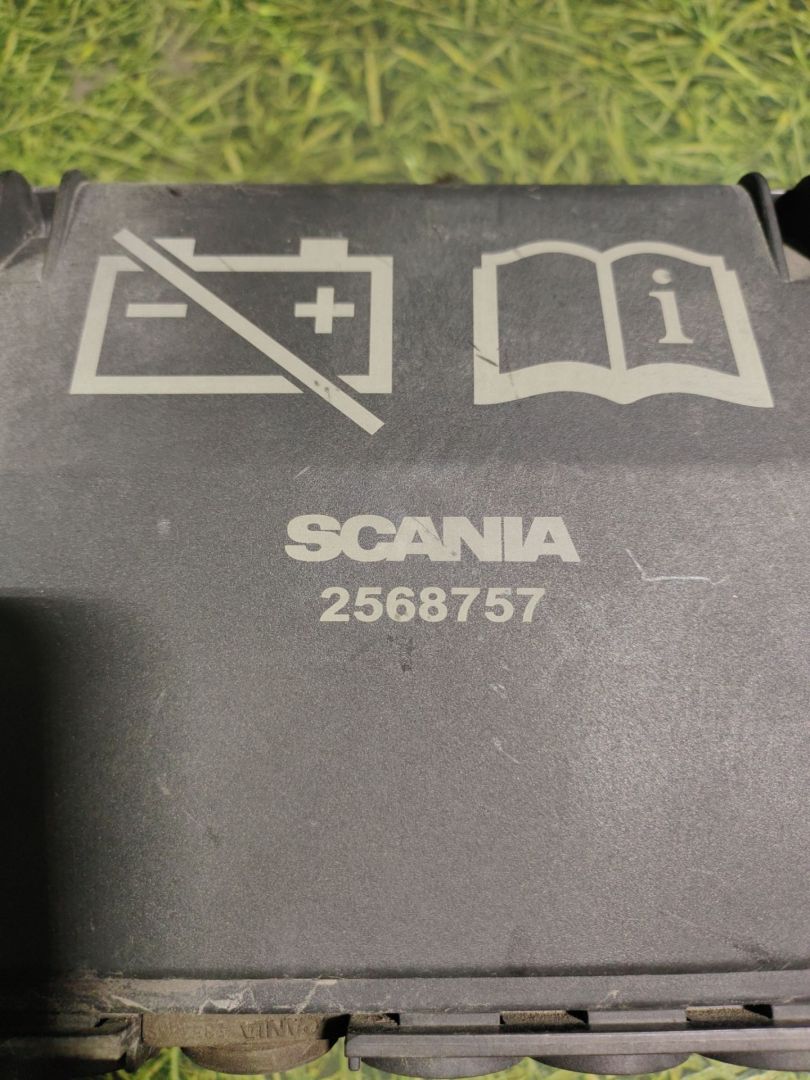 - +
i
SCANIA
2568757